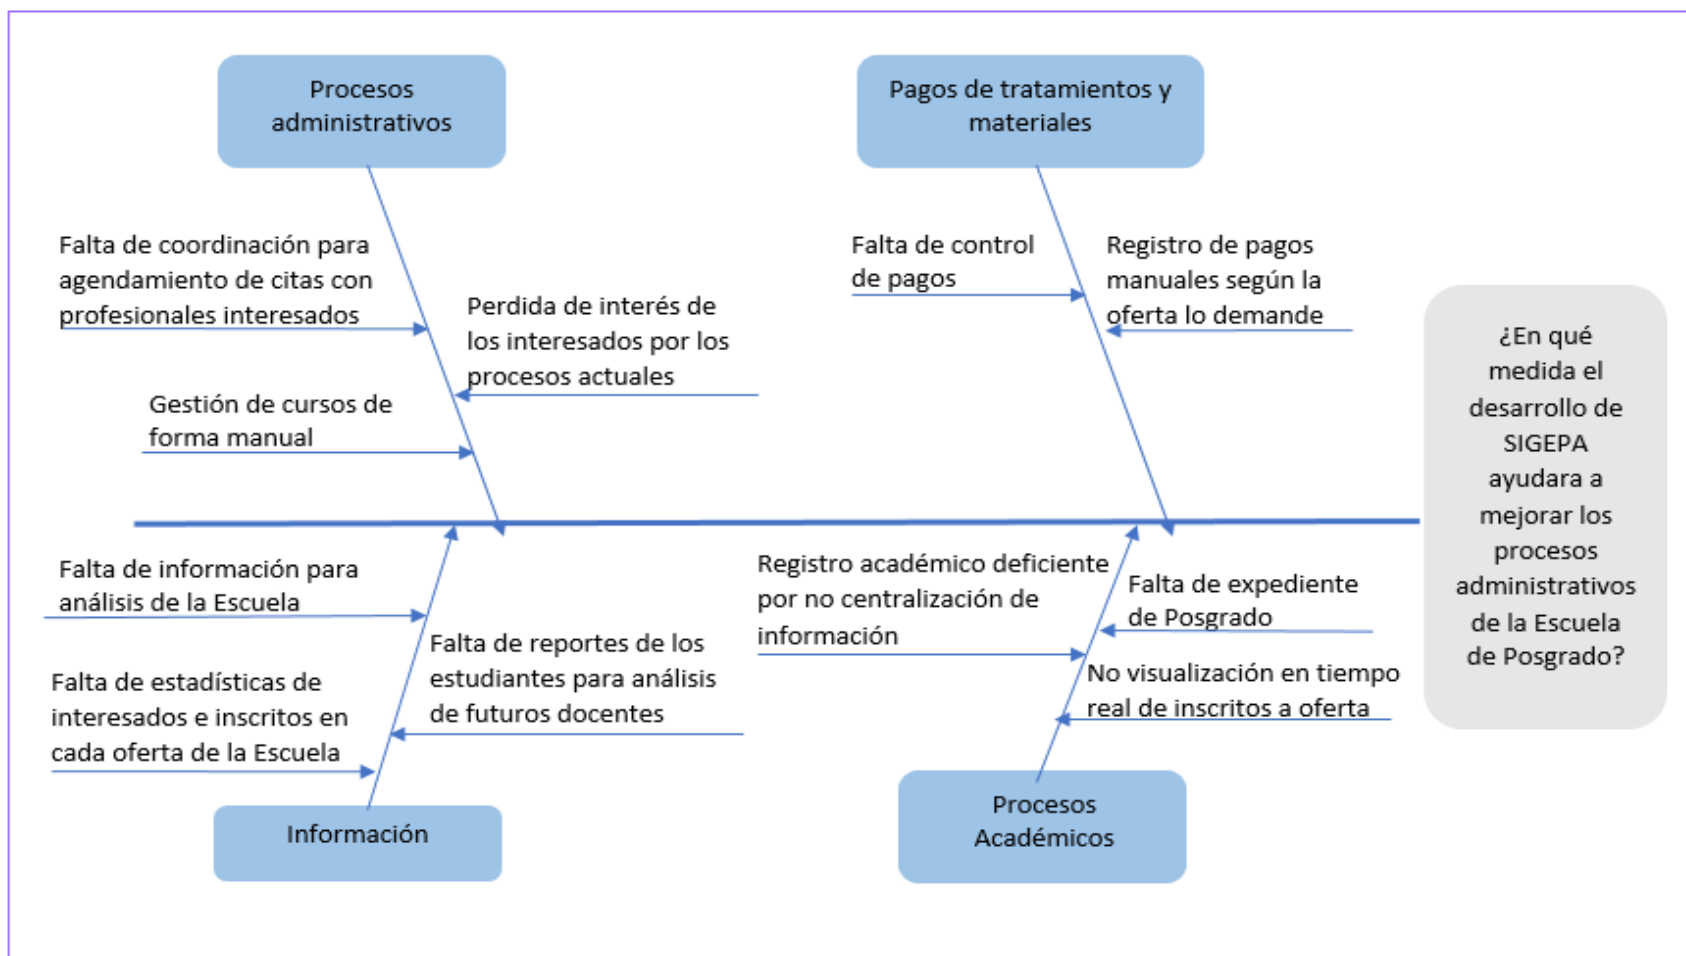 Procesos
administrativos
Pagos de tratamientos y
materiales
Falta de coordinación para
agendamiento de citas con
profesionales interesados
Perdida de interés de
los interesados por los
procesos actuales
Gestión de cursos de
forma manual
Falta de control
de pagos
Registro de pagos
manuales según la
oferta lo demande
¿En qué
medida el
desarrollo de
SIGEPA
ayudara a
mejorar los
procesos
administrativos
de la Escuela
de Posgrado?
Falta de información para
análisis de la Escuela
Falta de reportes de los
estudiantes para análisis
de futuros docentes
Falta de estadísticas de
interesados e inscritos en
cada oferta de la Escuela
Registro académico deficiente
por no centralización de
información
Falta de expediente
de Posgrado
No visualización en tiempo
real de inscritos a oferta
Información
Procesos
Académicos